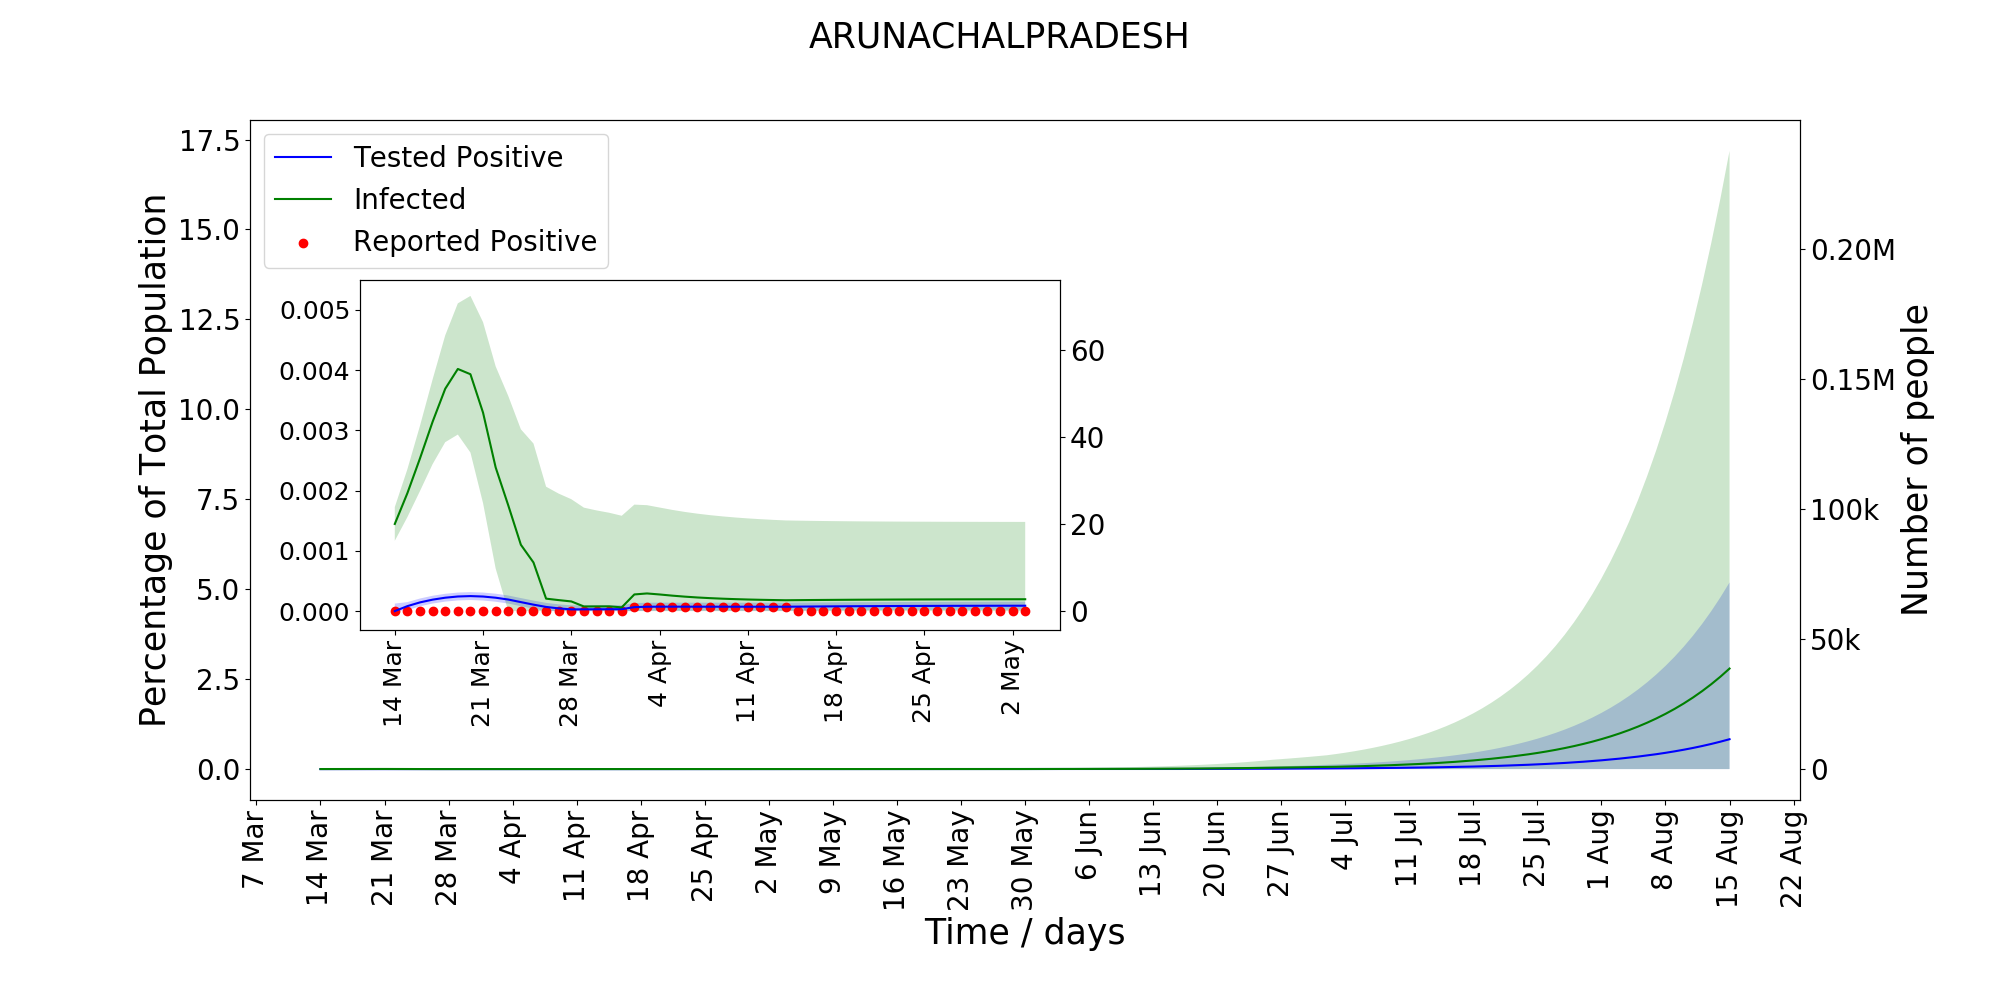 ARUNACHALPRADESH
Tested Positive
Infected
Reported Positive
Percentage of Total Population
17.5
15.0
12.5
10.0
7.5
5.0
2.5
0.0
0.005
0.004
0.003
0.002
0.001
0.000
60
40
20
0
14 Mar
21 Mar
28 Mar
4 Apr
11 Apr
18 Apr
25 Apr
2 May
0.20M
0.15M
100k
50k
0
Number of people
7 Mar
14 Mar
21 Mar
28 Mar
4 Apr
11 Apr
18 Apr
25 Apr
2 May
9 May
16 May
23 May
30 May
6 Jun
13 Jun
20 Jun
27 Jun
4 Jul
11 Jul
18 Jul
25 Jul
1 Aug
8 Aug
15 Aug
22 Aug
Time / days